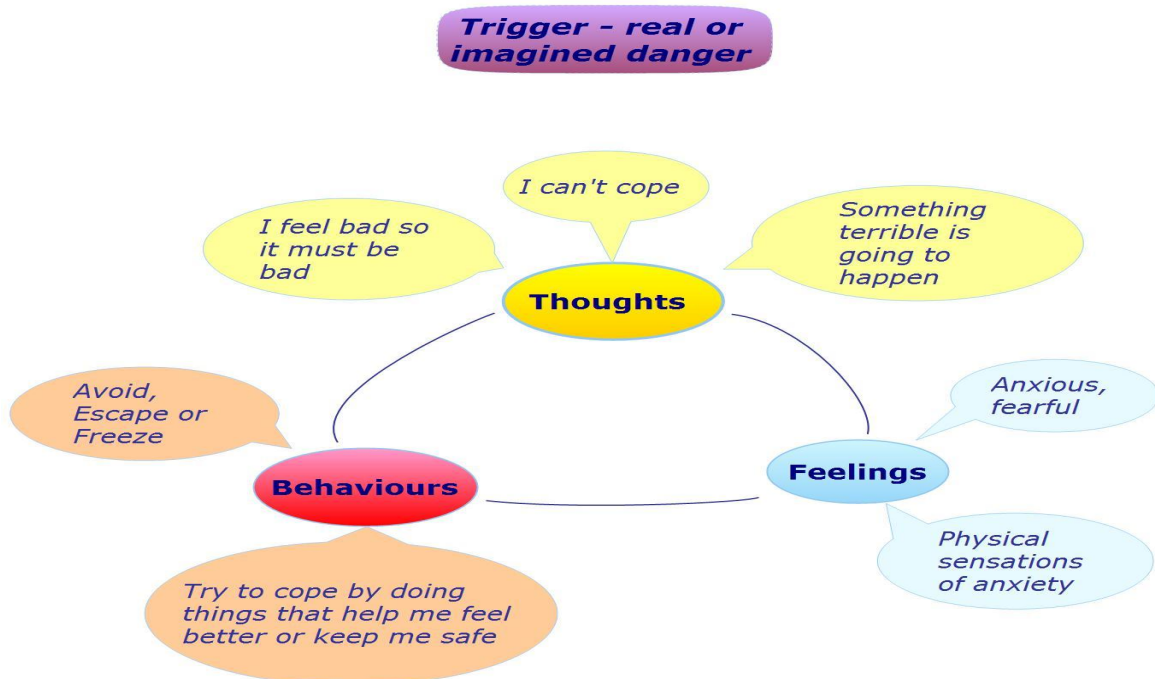 Trigger – real or
imagined danger
I can't cope
I feel bad so
it must be
bad
Something
terrible is
going to
happen
Thoughts
Avoid,
Escape or
Freeze
Anxious,
fearful
Behaviours
Feelings
Physical
sensations
of anxiety
Try to cope by doing
things that help me feel
better or keep me safe